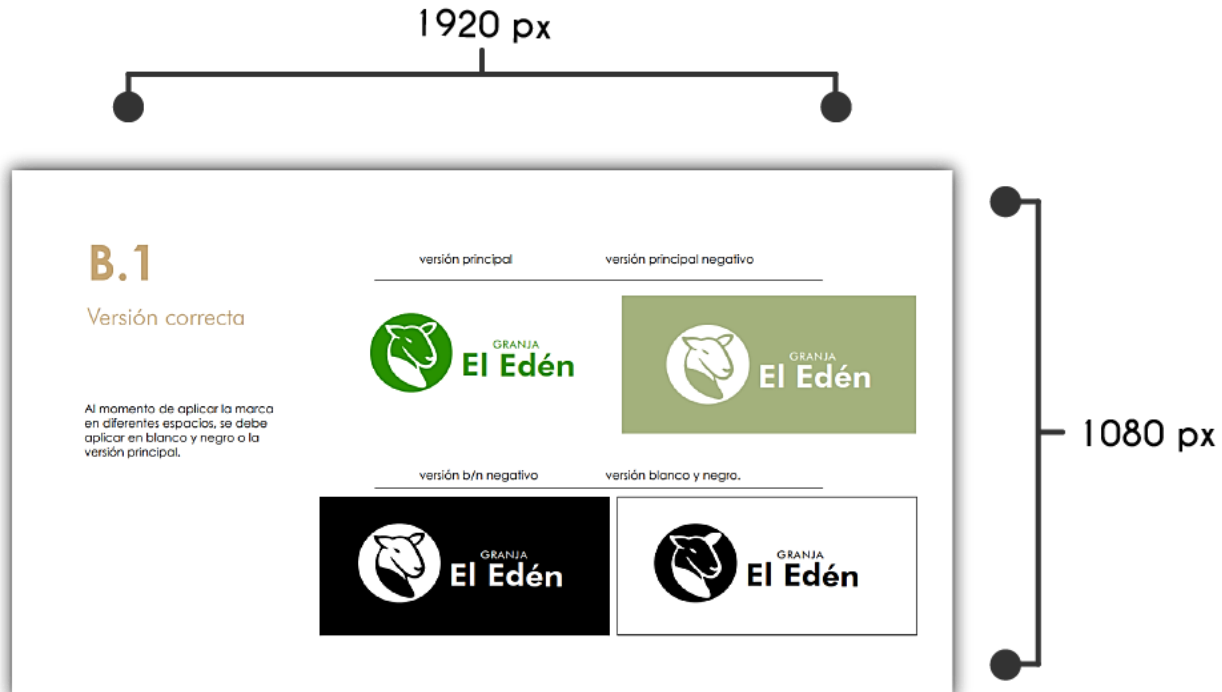 1920 px
B.1
Versión correcta
Al momento de aplicar la marca
en diferentes espacios, se debe
aplicar en blanco y negro o la
versión principal.
versión principal
versión principal negativo
GRANJA
El Edén
GRANJA
El Edén
versión b/n negativo
versión blanco y negro.
GRANJA
El Edén
GRANJA
El Edén
1080 px